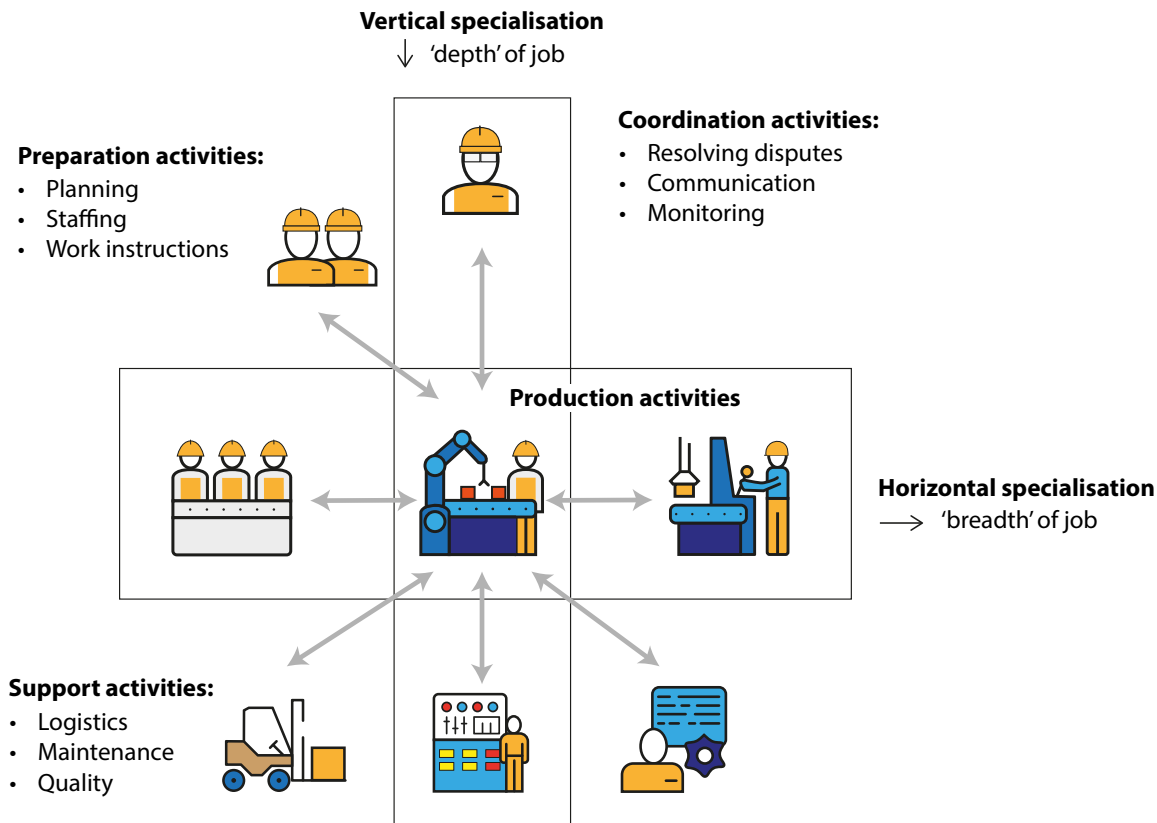 Vertical specialisation
↓ ‘depth’ of job
Preparation activities:
• Planning
• Staffing
• Work instructions
Coordination activities:
• Resolving disputes
• Communication
• Monitoring
Production activities
Horizontal specialisation
→ ‘breadth’ of job
Support activities:
• Logistics
• Maintenance
• Quality